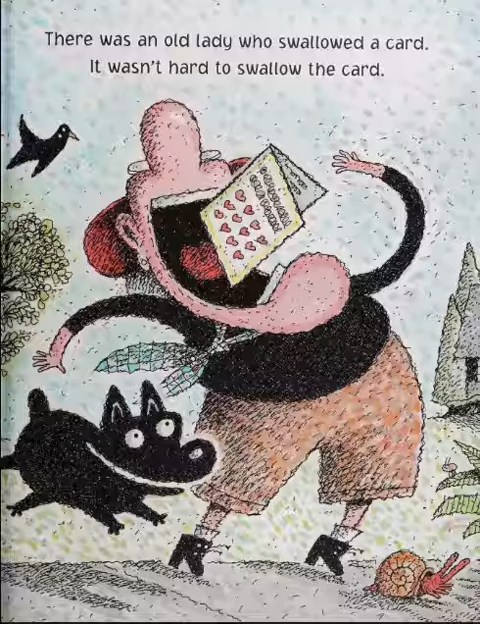 There was an old lady who swallowed a card.
It wasn't hard to swallow the card.